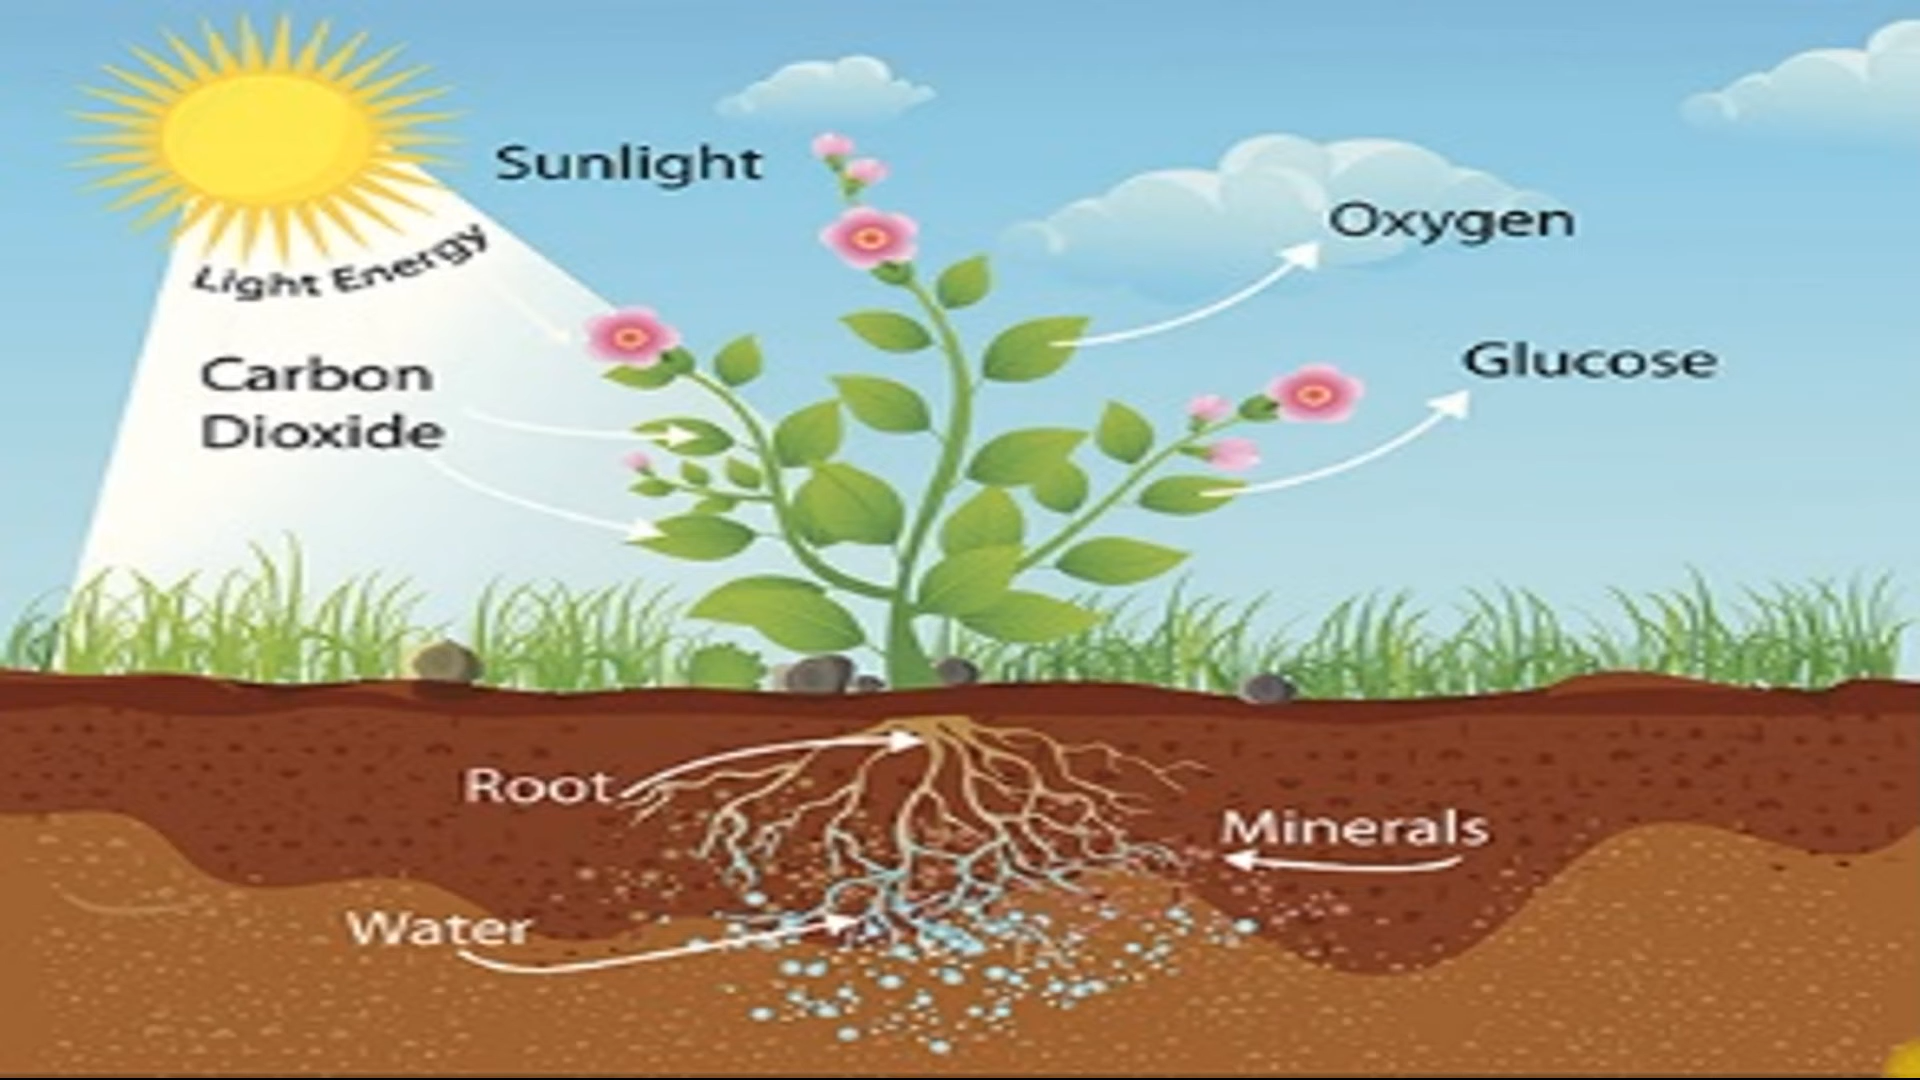 Sunlight
Oxygen
Light Energy
Glucose
Carbon
Dioxide
Root
Minerals
Water